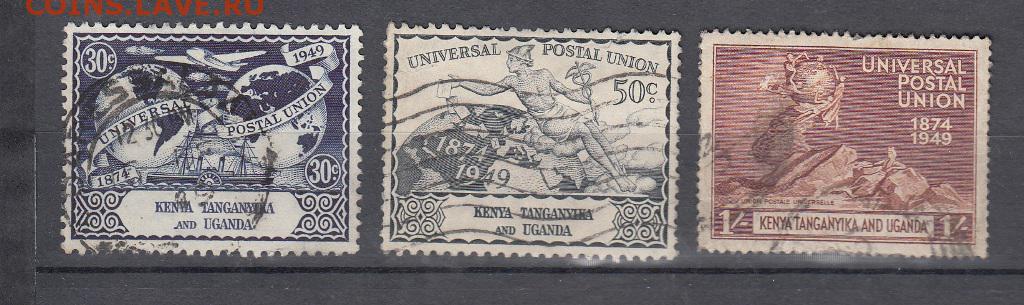 COINS.LAVE.RU
30c
1949
UNIVERSAL
POSTAL UNION
1874
30c
KENYA TANGANYIKA
AND UGANDA
UNIVERSAL POSTAL UNION
50c.
1874
1949
KENYA TANGANYIKA
AND UGANDA
UNIVERSAL
POSTAL
UNION
1874
1949
UNION POSTALE UNIVERSELLE
1/- KENYA TANGANYIKA AND UGANDA 1/-